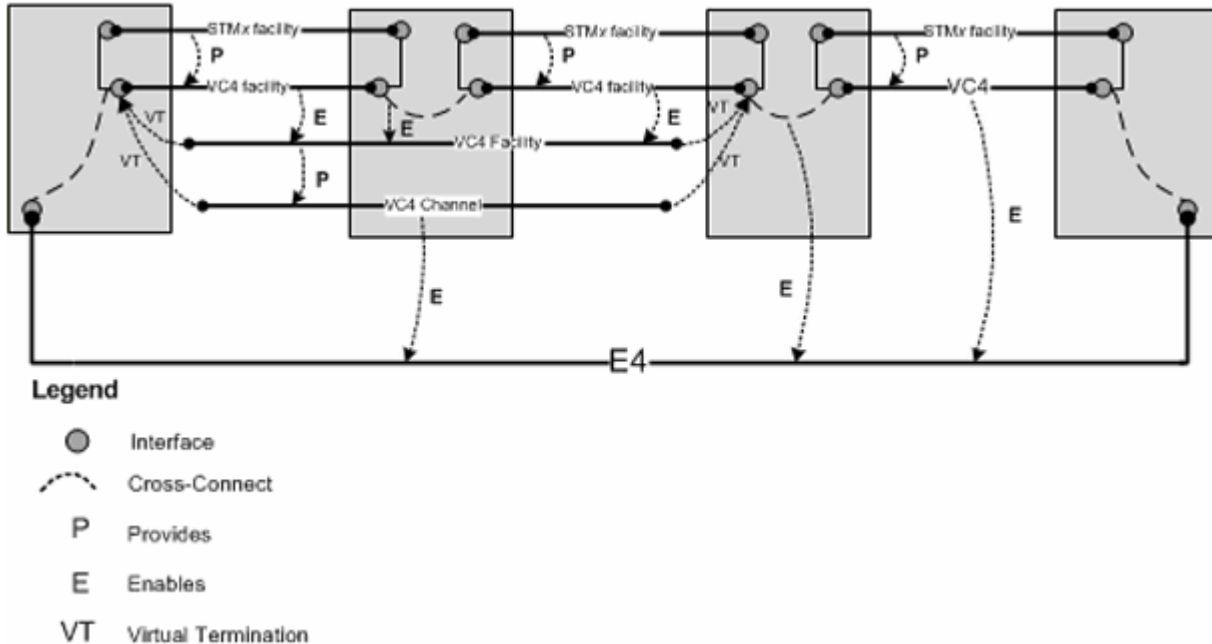 STMx facility STMx facility STMx facility
P P P
VC4 facility VC4 facility VC4
VT E E E VT
VC4 Facility
VT P VT E
VC4 Channel
E E
E4
Legend
Interface
Cross-Connect
P Provides
E Enables
VT Virtual Termination